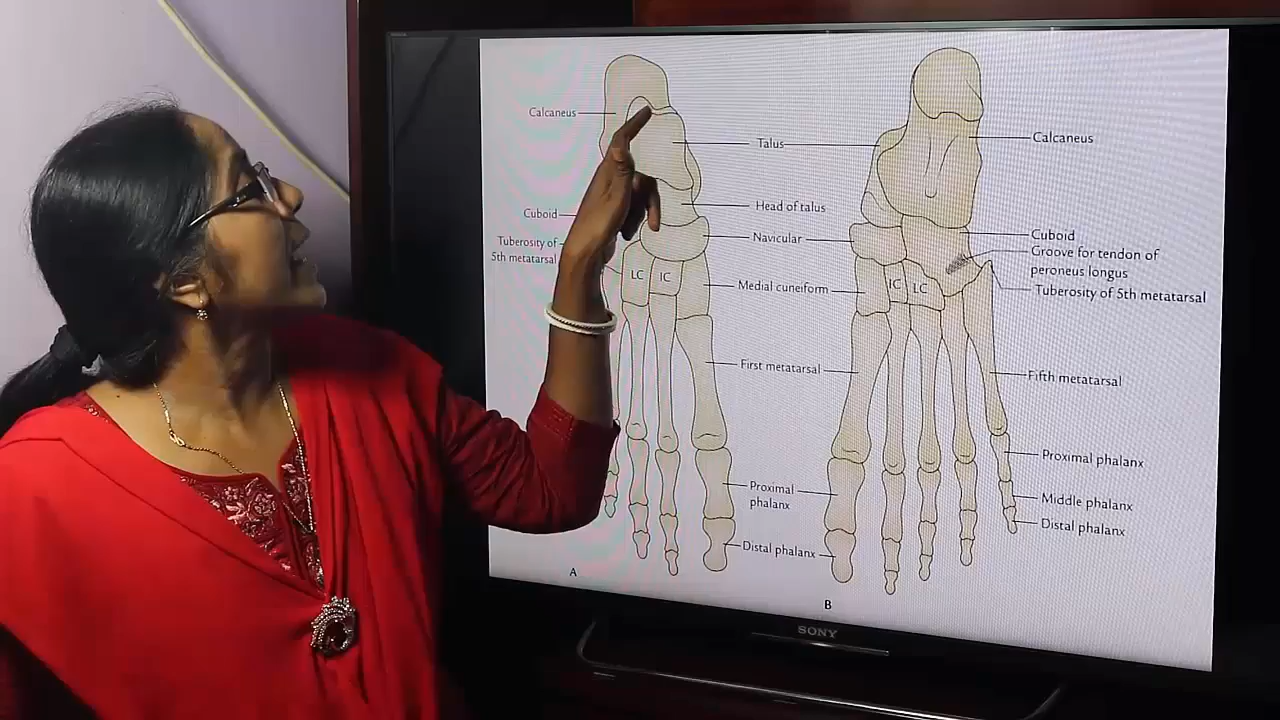 Calcaneus
Talus
Calcaneus
Head of talus
Cuboid
Cuboid
Navicular
Tuberosity of
5th metatarsal
Groove for tendon of
peroneus longus
LC
IC
IC
LC
Medial cuneiform
Tuberosity of 5th metatarsal
First metatarsal
Fifth metatarsal
Proximal phalanx
Proximal
phalanx
Middle phalanx
Distal phalanx
Distal phalanx
A
B
SONY